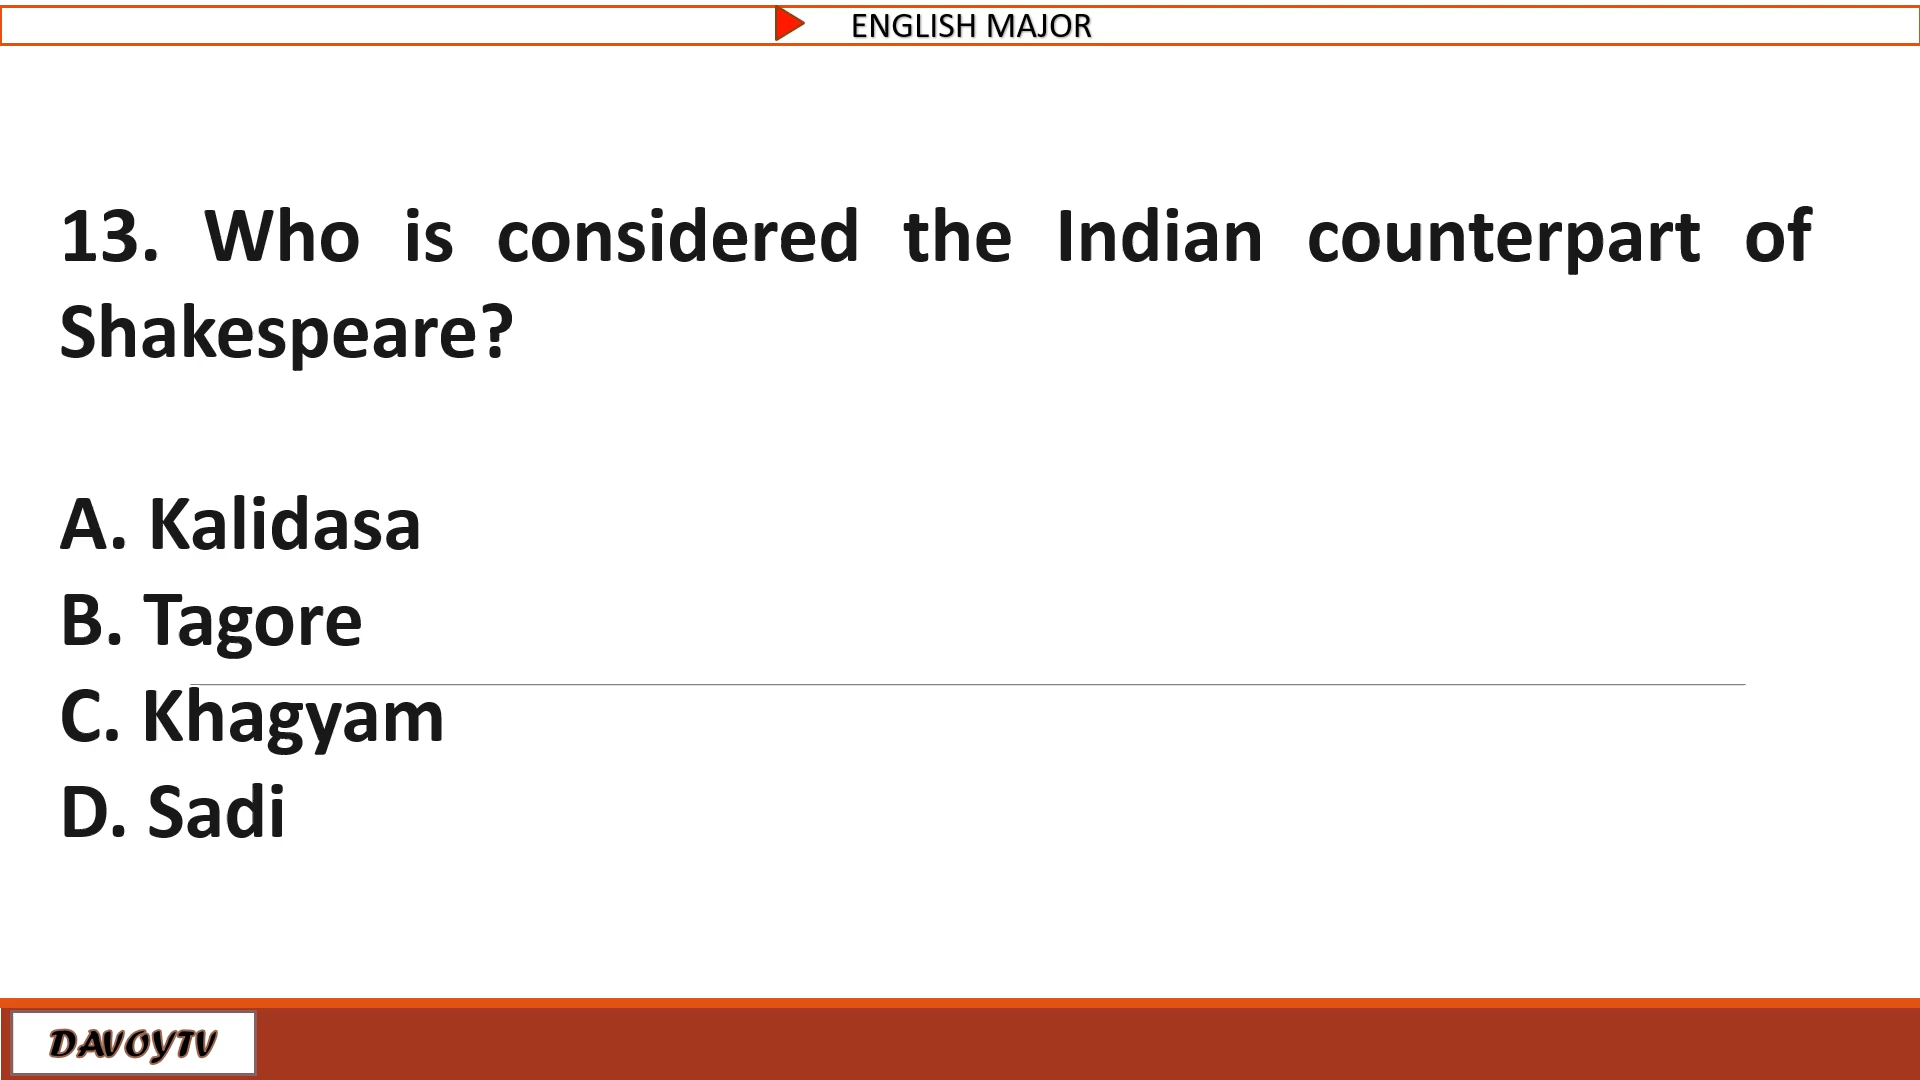 ENGLISH MAJOR
13. Who is considered the Indian counterpart of
Shakespeare?
A. Kalidasa
B. Tagore
C. Khagyam
D. Sadi
DAVOYTV